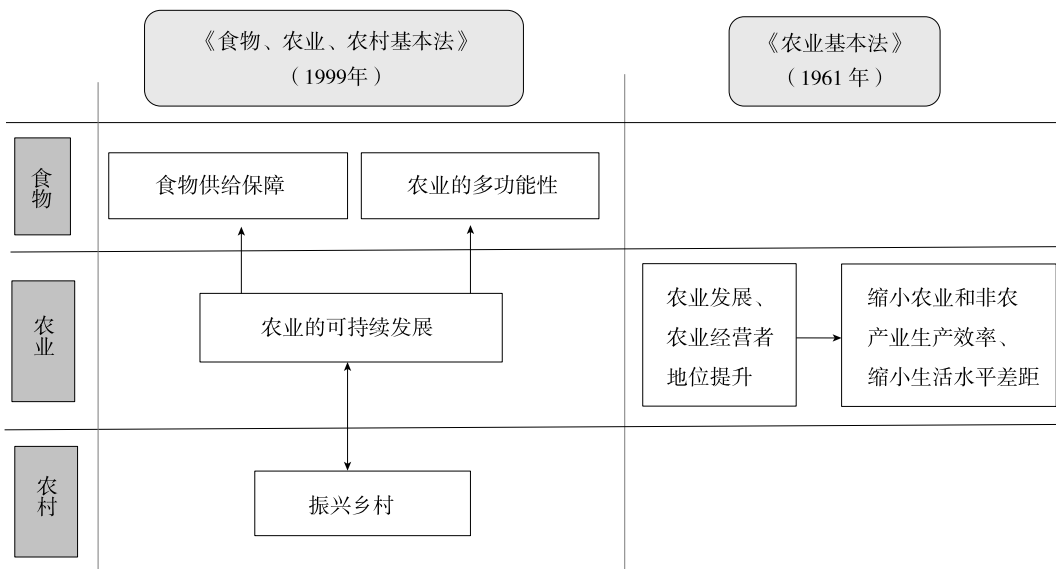 《食物、农业、农村基本法》
（1999年）
《农业基本法》
（1961 年）
食物
食物供给保障
农业的多功能性
农业
农业的可持续发展
农业发展、
农业经营者
地位提升
缩小农业和非农
产业生产效率、
缩小生活水平差距
农村
振兴乡村